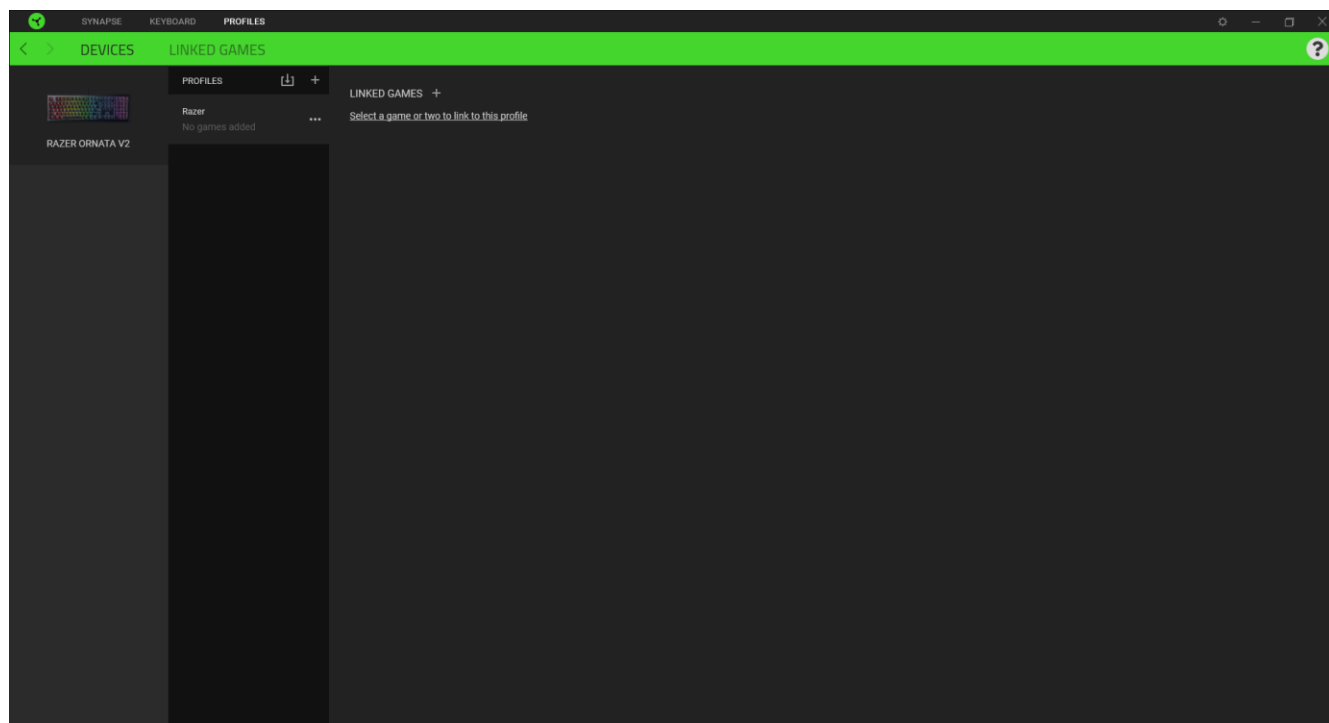 SYNAPSE KEYBOARD PROFILES
DEVICES LINKED GAMES
?
RAZER ORNATA V2
PROFILES
Razer
No games added
LINKED GAMES +
Select a game or two to link to this profile